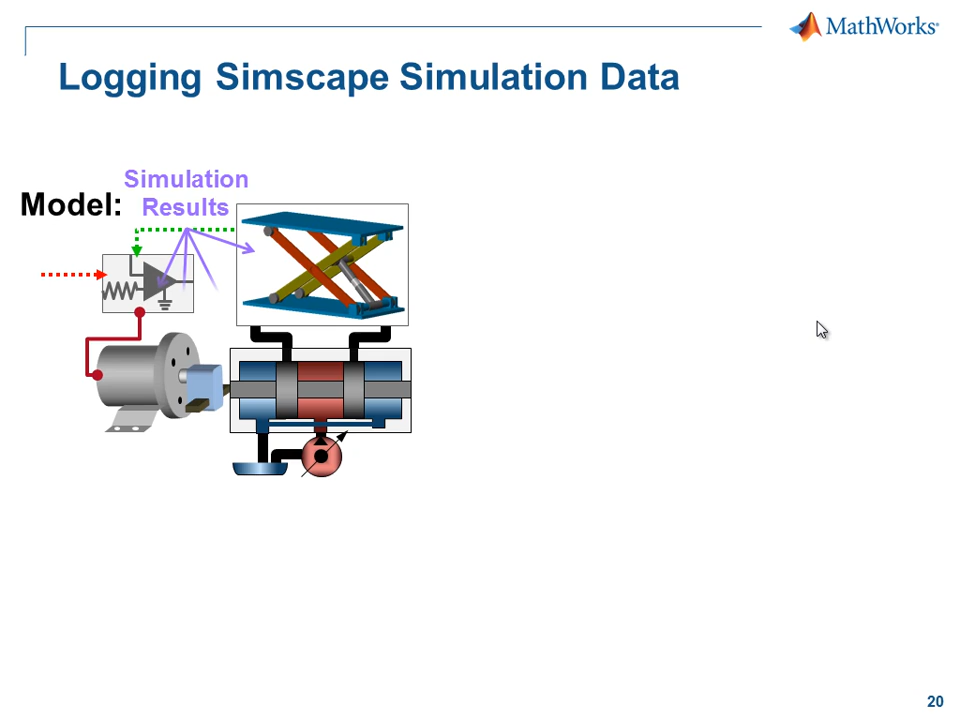 MathWorks®
Logging Simscape Simulation Data
Simulation
Results
Model:
20